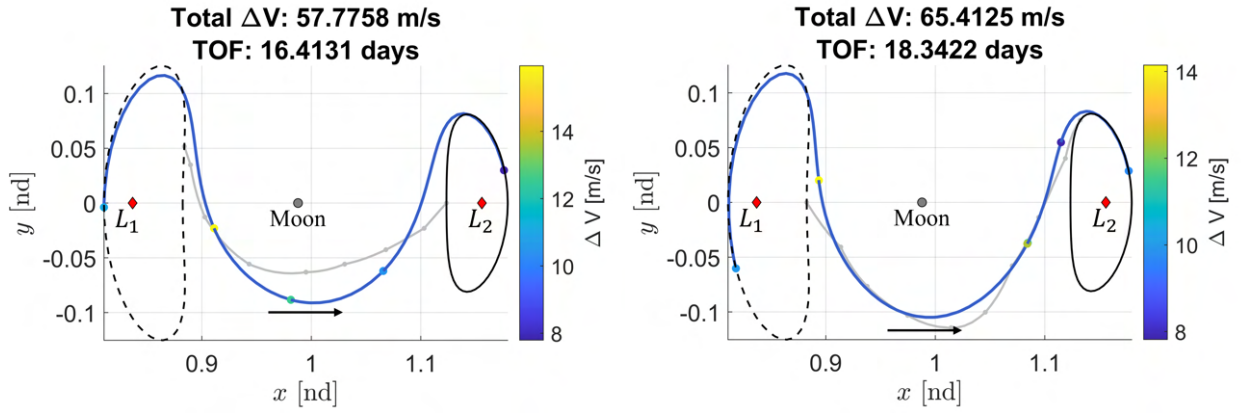 Total ΔV: 57.7758 m/s
TOF: 16.4131 days
0.1
0.05
0
-0.05
-0.1
y [nd]
L1
Moon
L2
0.9
1
1.1
x [nd]
14
12
10
8
Δ V [m/s]
Total ΔV: 65.4125 m/s
TOF: 18.3422 days
0.1
0.05
0
-0.05
-0.1
y [nd]
L1
Moon
L2
0.9
1
1.1
x [nd]
14
12
10
8
Δ V [m/s]